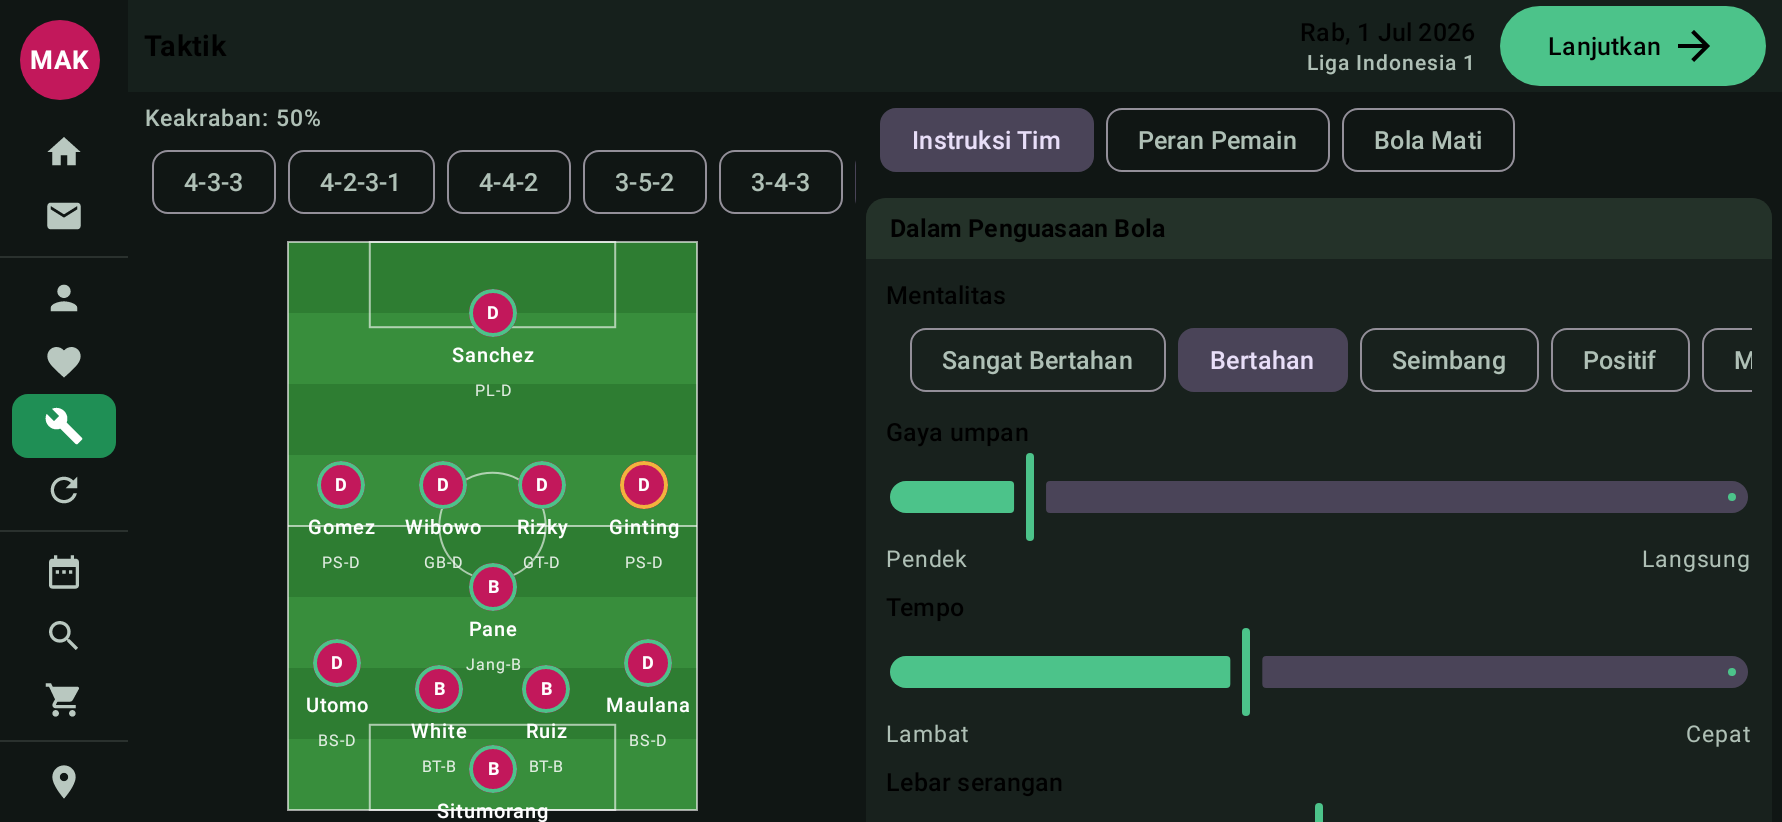 MAK
Taktik
Rab, 1 Jul 2026
Liga Indonesia 1
Lanjutkan
Keakraban: 50%
4-3-3
4-2-3-1
4-4-2
3-5-2
3-4-3
D
Sanchez
PL-D
D
D
D
D
Gomez
Wibowo
Rizky
Ginting
PS-D
GB-D
GT-D
PS-D
B
Pane
Jang-B
D
D
B
B
Utomo
Maulana
White
Ruiz
BS-D
BS-D
BT-B
BT-B
B
Situmorang
Instruksi Tim
Peran Pemain
Bola Mati
Dalam Penguasaan Bola
Mentalitas
Sangat Bertahan
Bertahan
Seimbang
Positif
M
Gaya umpan
Pendek
Langsung
Tempo
Lambat
Cepat
Lebar serangan